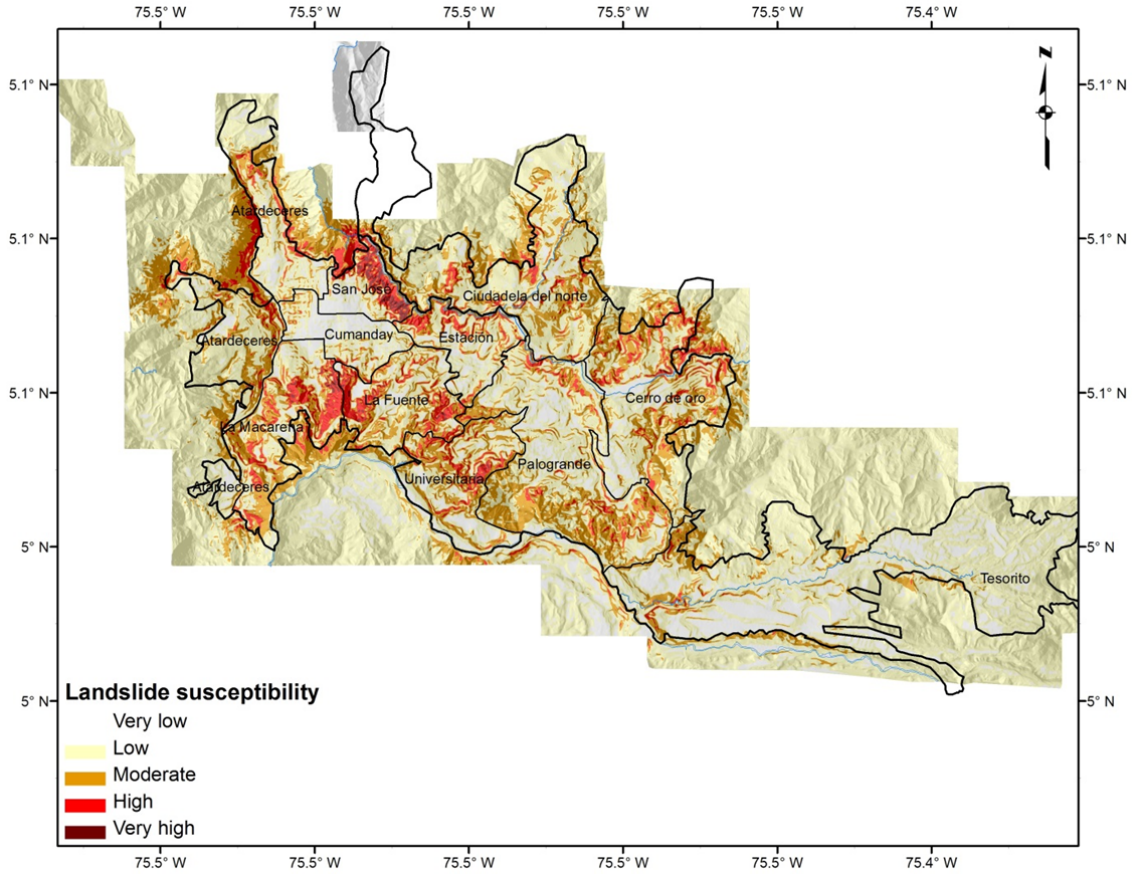 75.5° W 75.5° W 75.5° W 75.5° W 75.5° W 75.4° W
N
5.1° N 5.1° N
Atardeceres
5.1° N 5.1° N
San José
Ciudadela del norte
Atardeceres Cumanday Estación
5.1° N 5.1° N
La Fuente Cerro de oro
La Macarena
Palogrande
Atardeceres Universitaria
5° N 5° N
Tesorito
Landslide susceptibility
5° N 5° N
Very low
Low
Moderate
High
Very high
75.5° W 75.5° W 75.5° W 75.5° W 75.5° W 75.4° W